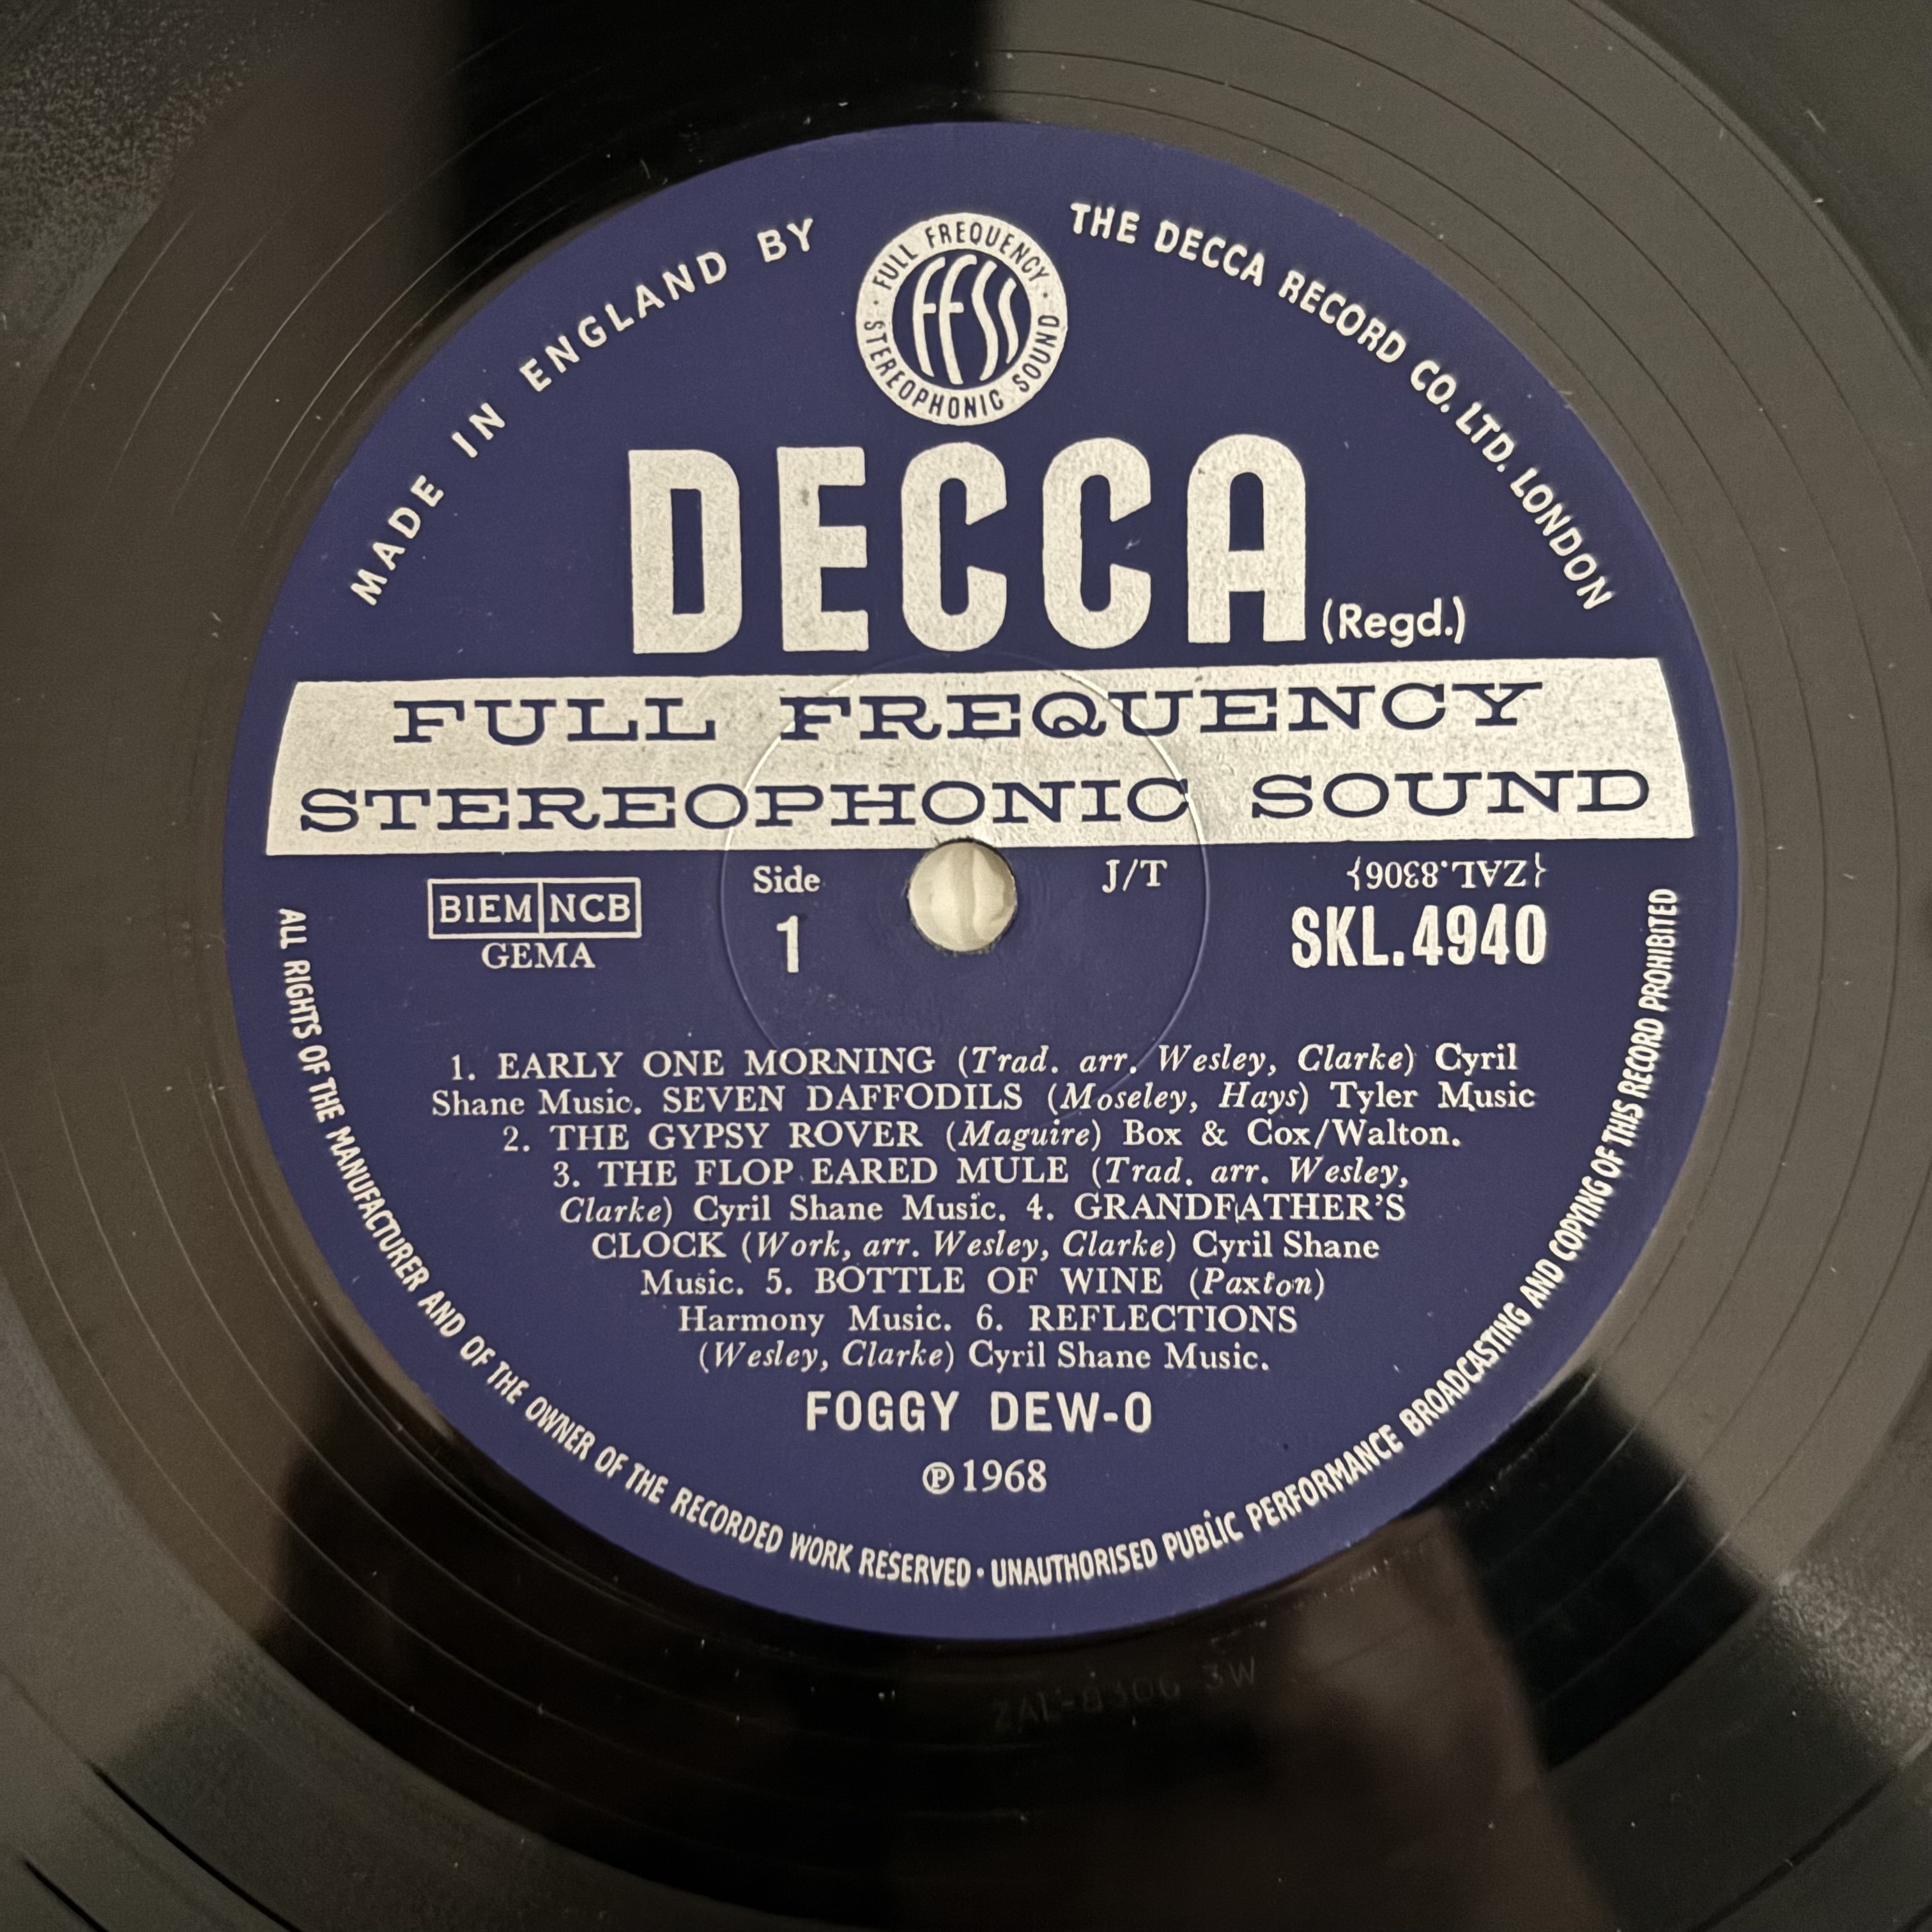 MADE IN ENGLAND BY THE DECCA RECORD CO. LTD. LONDON
FULL FREQUENCY
FFSS
STEREOPHONIC SOUND
DECCA (Regd.)
FULL FREQUENCY
STEREOPHONIC SOUND
BIEM NCB
GEMA
Side
1
J/T
{ZAL.8306}
SKL.4940
1. EARLY ONE MORNING (Trad. arr. Wesley, Clarke) Cyril
Shane Music. SEVEN DAFFODILS (Moseley, Hays) Tyler Music
2. THE GYPSY ROVER (Maguire) Box & Cox/Walton.
3. THE FLOP EARED MULE (Trad. arr. Wesley,
Clarke) Cyril Shane Music. 4. GRANDFATHER'S
CLOCK (Work, arr. Wesley, Clarke) Cyril Shane
Music. 5. BOTTLE OF WINE (Paxton)
Harmony Music. 6. REFLECTIONS
(Wesley, Clarke) Cyril Shane Music.
FOGGY DEW-O
℗ 1968
ALL RIGHTS OF THE MANUFACTURER AND OF THE OWNER OF THE RECORDED WORK RESERVED · UNAUTHORISED PUBLIC PERFORMANCE BROADCASTING AND COPYING OF THIS RECORD PROHIBITED
ZAL-8306 3W